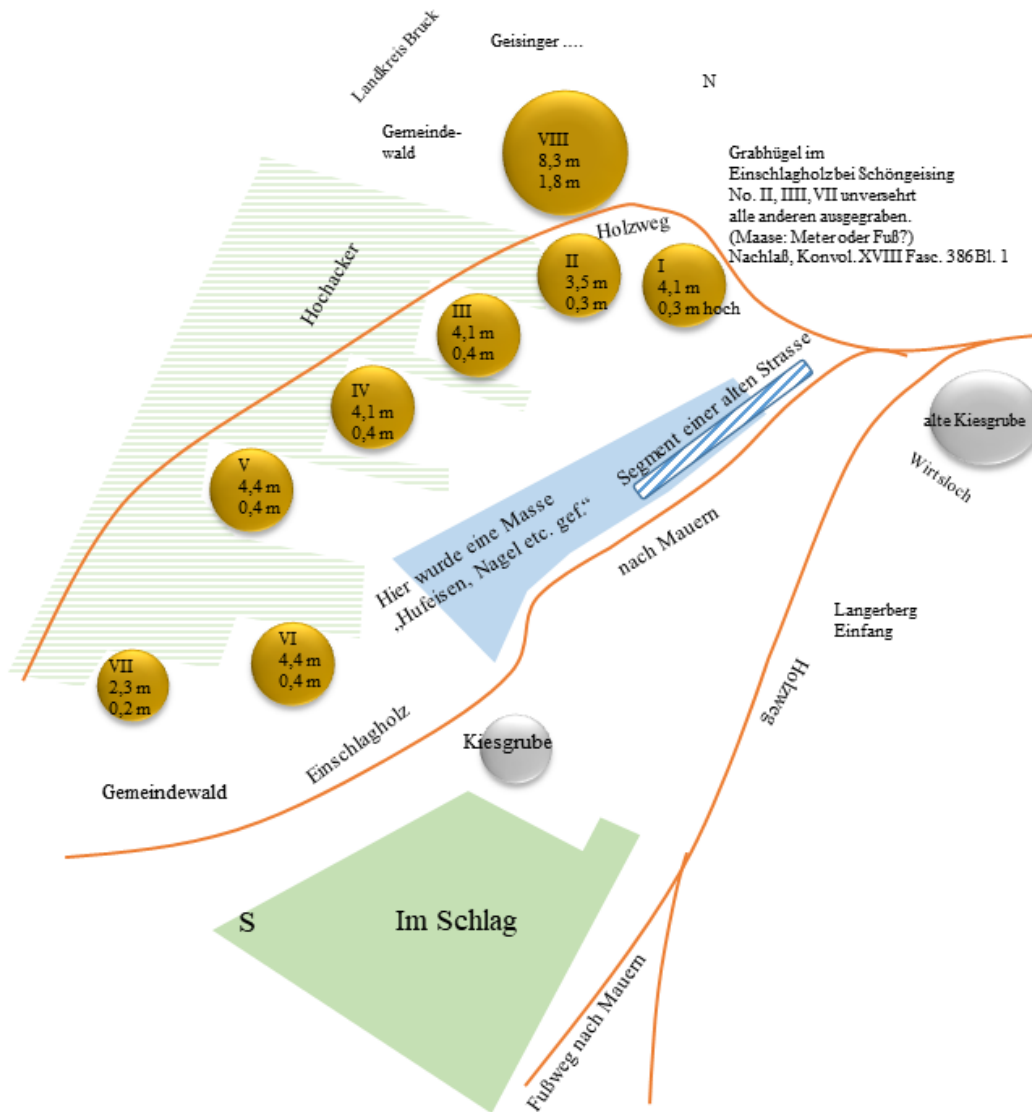 Landkreis Bruck
Geisinger ....
N
Gemeinde-
wald
VIII
8,3 m
1,8 m
Grabhügel im
Einschlagholz bei Schöngeising
No. II, IIII, VII unversehrt
alle anderen ausgegraben.
(Maase: Meter oder Fuß?)
Nachlaß, Konvol. XVIII Fasc. 386 Bl. 1
Holzweg
II
3,5 m
0,3 m
I
4,1 m
0,3 m hoch
Hochacker
III
4,1 m
0,4 m
IV
4,1 m
0,4 m
Segment einer alten Strasse
alte Kiesgrube
Wirtsloch
V
4,4 m
0,4 m
Hier wurde eine Masse
„Hufeisen, Nagel etc. gef.“
nach Mauern
Langerberg
Einfang
VI
4,4 m
0,4 m
VII
2,3 m
0,2 m
Holzweg
Einschlagholz
Kiesgrube
Gemeindewald
S
Im Schlag
Fußweg nach Mauern